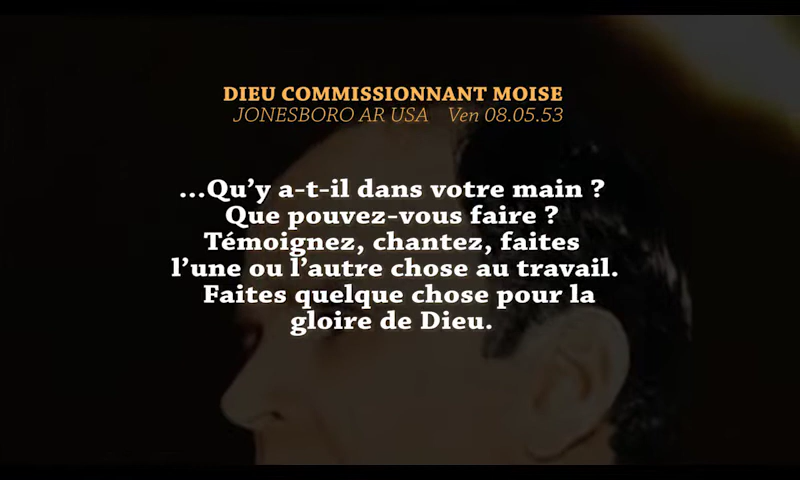 DIEU COMMISSIONNANT MOISE
JONESBORO AR USA Ven 08.05.53
...Qu'y a-t-il dans votre main ?
Que pouvez-vous faire ?
Témoignez, chantez, faites
l'une ou l'autre chose au travail.
Faites quelque chose pour la
gloire de Dieu.